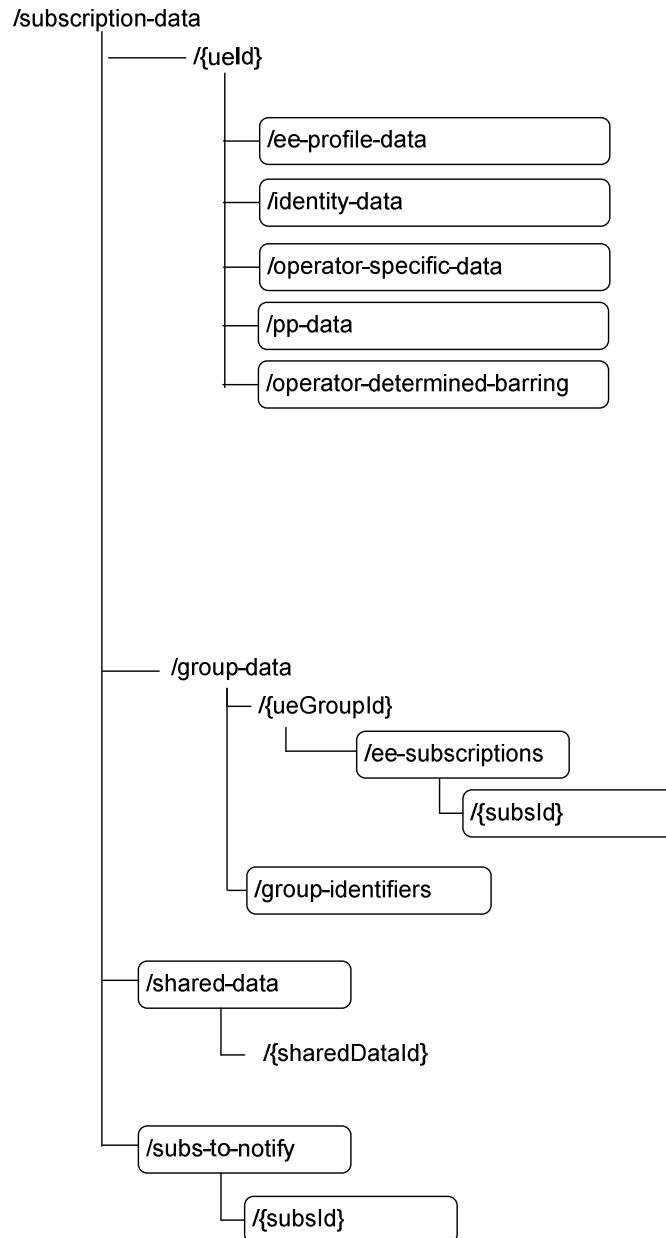 /subscription-data
/{ueId}
/ee-profile-data
/identity-data
/operator-specific-data
/pp-data
/operator-determined-barring
/group-data
/{ueGroupId}
/ee-subscriptions
/{subsId}
/group-identifiers
/shared-data
/{sharedDataId}
/subs-to-notify
/{subsId}